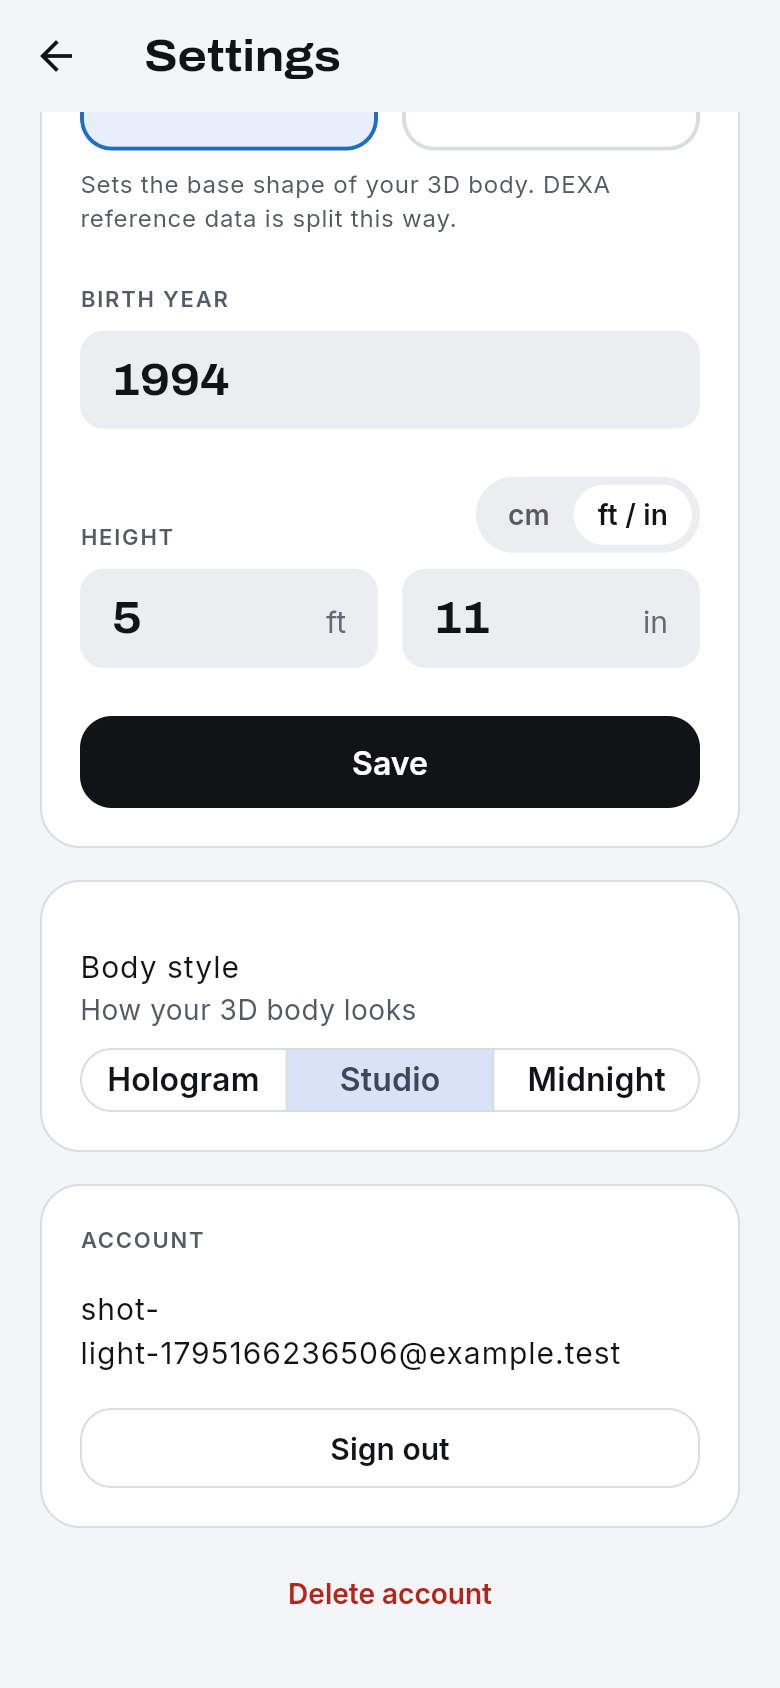 Settings
Sets the base shape of your 3D body. DEXA
reference data is split this way.
BIRTH YEAR
1994
cm ft / in
HEIGHT
5 ft 11 in
Save
Body style
How your 3D body looks
Hologram Studio Midnight
ACCOUNT
shot-
light-1795166236506@example.test
Sign out
Delete account